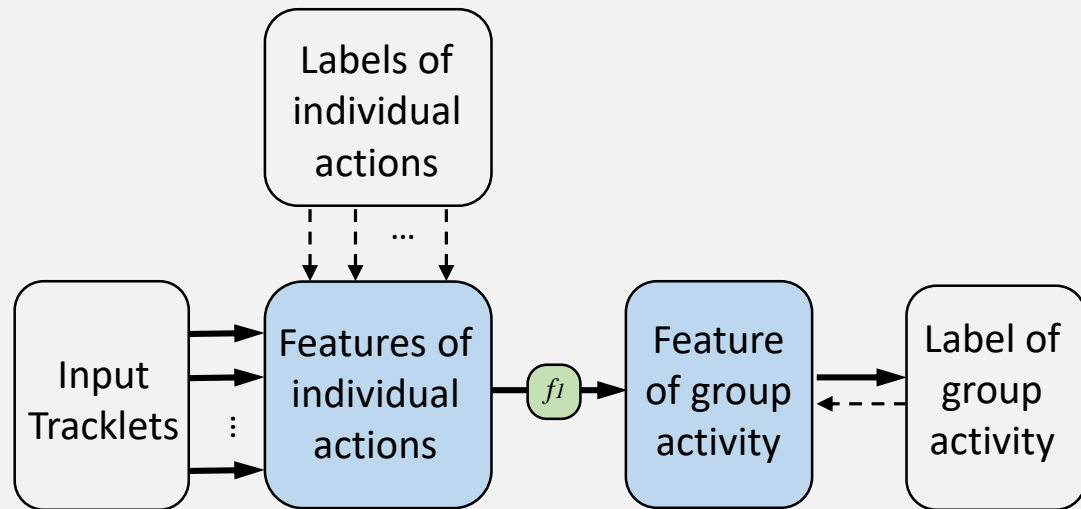 Labels of
individual
actions
...
Input
Tracklets
...
Features of
individual
actions
f1
Feature
of group
activity
Label of
group
activity